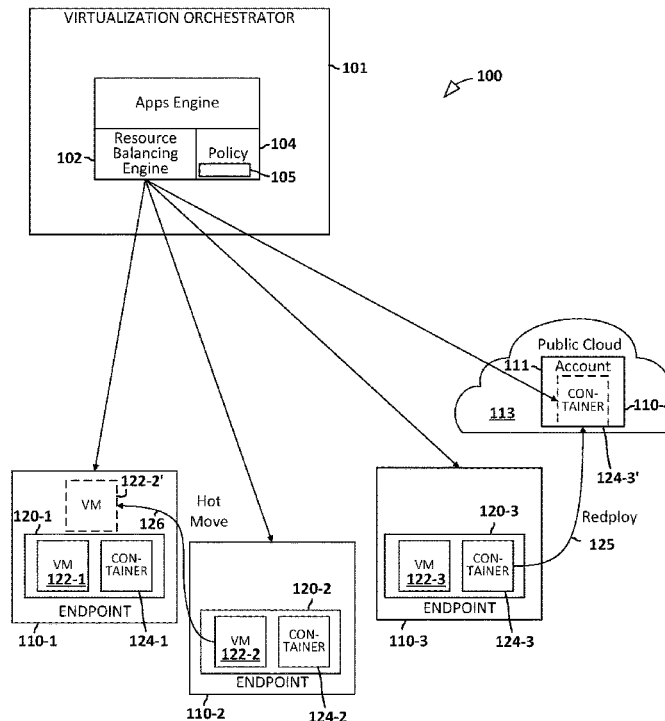 VIRTUALIZATION ORCHESTRATOR
101
100
Apps Engine
102
Resource
Balancing
Engine
Policy
104
105
Public Cloud
111
Account
CON-
TAINER
113
110-4
124-3'
122-2'
VM
126
Hot
Move
120-1
VM
122-1
CON-
TAINER
ENDPOINT
110-1
124-1
120-2
VM
122-2
CON-
TAINER
ENDPOINT
110-2
124-2
120-3
VM
122-3
CON-
TAINER
ENDPOINT
110-3
124-3
Redploy
125